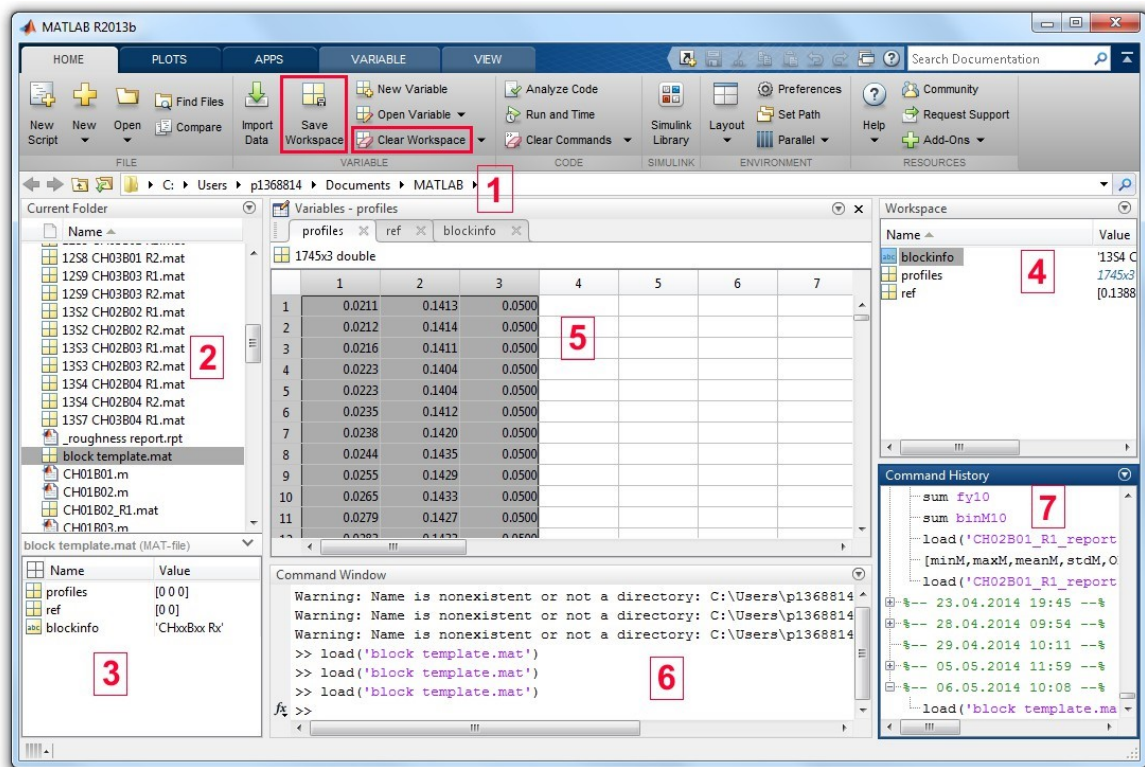 MATLAB R2013b
HOME PLOTS APPS VARIABLE VIEW
Search Documentation
New Script
New
Open
Find Files
Compare
FILE
Import Data
Save Workspace
New Variable
Open Variable
Clear Workspace
VARIABLE
Analyze Code
Run and Time
Clear Commands
CODE
Simulink Library
SIMULINK
Layout
Preferences
Set Path
Parallel
ENVIRONMENT
Help
Community
Request Support
Add-Ons
RESOURCES
C: Users p1368814 Documents MATLAB
1
Current Folder
Name
12S8 CH03B01 R2.mat
12S9 CH03B03 R1.mat
12S9 CH03B03 R2.mat
13S2 CH02B02 R1.mat
13S2 CH02B02 R2.mat
13S3 CH02B03 R1.mat
13S3 CH02B03 R2.mat
13S4 CH02B04 R1.mat
13S4 CH02B04 R2.mat
13S7 CH03B04 R1.mat
_roughness report.rpt
block template.mat
CH01B01.m
CH01B02.m
CH01B02_R1.mat
CH01B03.m
2
block template.mat (MAT-file)
Name Value
profiles [0 0 0]
ref [0 0]
blockinfo 'CHxxBxx Rx'
3
Variables - profiles
profiles ref blockinfo
1745x3 double
1 2 3 4 5 6 7
1 0.0211 0.1413 0.0500
2 0.0212 0.1414 0.0500
3 0.0216 0.1411 0.0500
4 0.0223 0.1404 0.0500
5 0.0223 0.1404 0.0500
6 0.0235 0.1412 0.0500
7 0.0238 0.1420 0.0500
8 0.0244 0.1435 0.0500
9 0.0255 0.1429 0.0500
10 0.0265 0.1433 0.0500
11 0.0279 0.1427 0.0500
5
Command Window
Warning: Name is nonexistent or not a directory: C:\Users\p1368814
Warning: Name is nonexistent or not a directory: C:\Users\p1368814
Warning: Name is nonexistent or not a directory: C:\Users\p1368814
>> load('block template.mat')
>> load('block template.mat')
>> load('block template.mat')
fx >>
6
Workspace
Name Value
blockinfo '13S4 C
profiles 1745x3
ref [0.1388
4
Command History
sum fy10
sum binM10
load('CH02B01_R1_report
[minM,maxM,meanM,stdM,O
load('CH02B01_R1_report
%-- 23.04.2014 19:45 --%
%-- 28.04.2014 09:54 --%
%-- 29.04.2014 10:11 --%
%-- 05.05.2014 11:59 --%
%-- 06.05.2014 10:08 --%
load('block template.ma
7